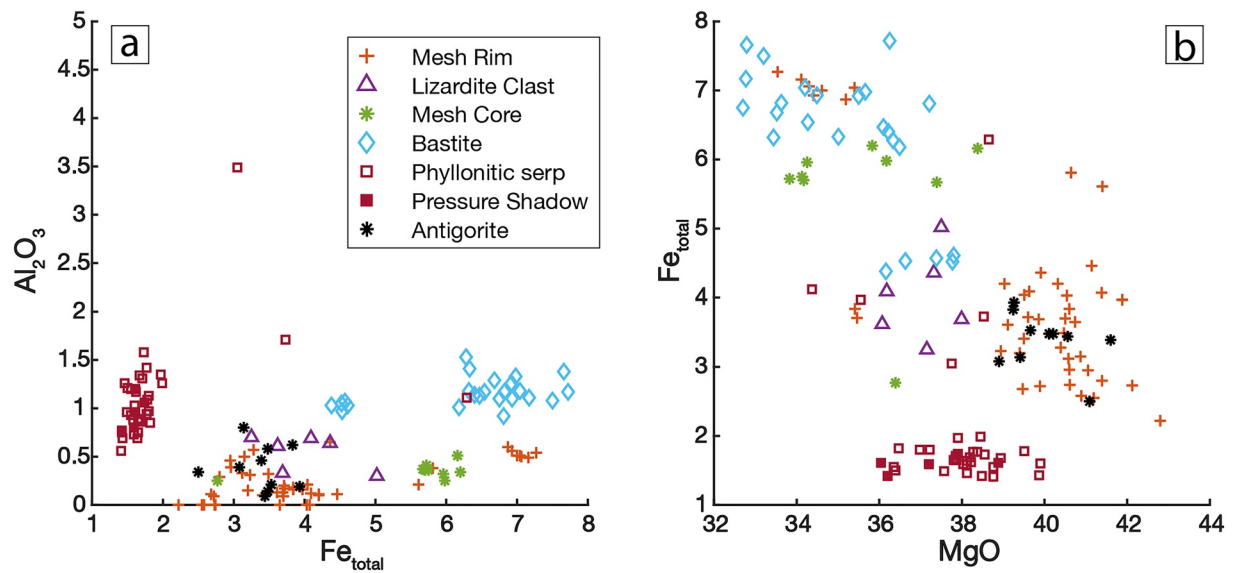 a
5
4.5
4
3.5
3
2.5
2
1.5
1
0.5
0
Al2O3
1 2 3 4 5 6 7 8
Fetotal
Mesh Rim
Lizardite Clast
Mesh Core
Bastite
Phyllonitic serp
Pressure Shadow
Antigorite
b
8
7
6
5
4
3
2
1
Fetotal
32 34 36 38 40 42 44
MgO